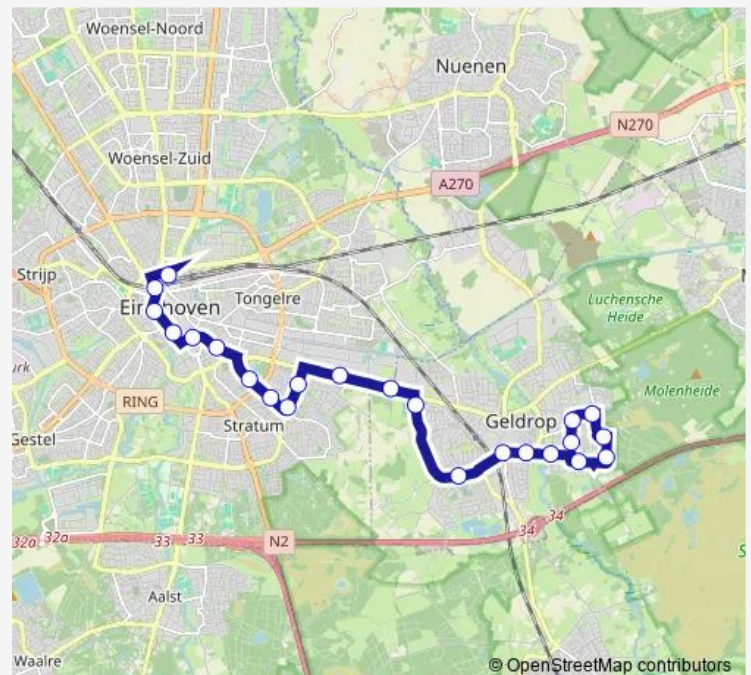 Woensel-Noord
Nuenen
N270
Woensel-Zuid
A270
Strijp
Tongelre
Luchensche
Heide
Molenheide
RING
Geldrop
Stratum
Gestel
34
34
32a
32a
33
33
N2
Aalst
Waalre
© OpenStreetMap contributors